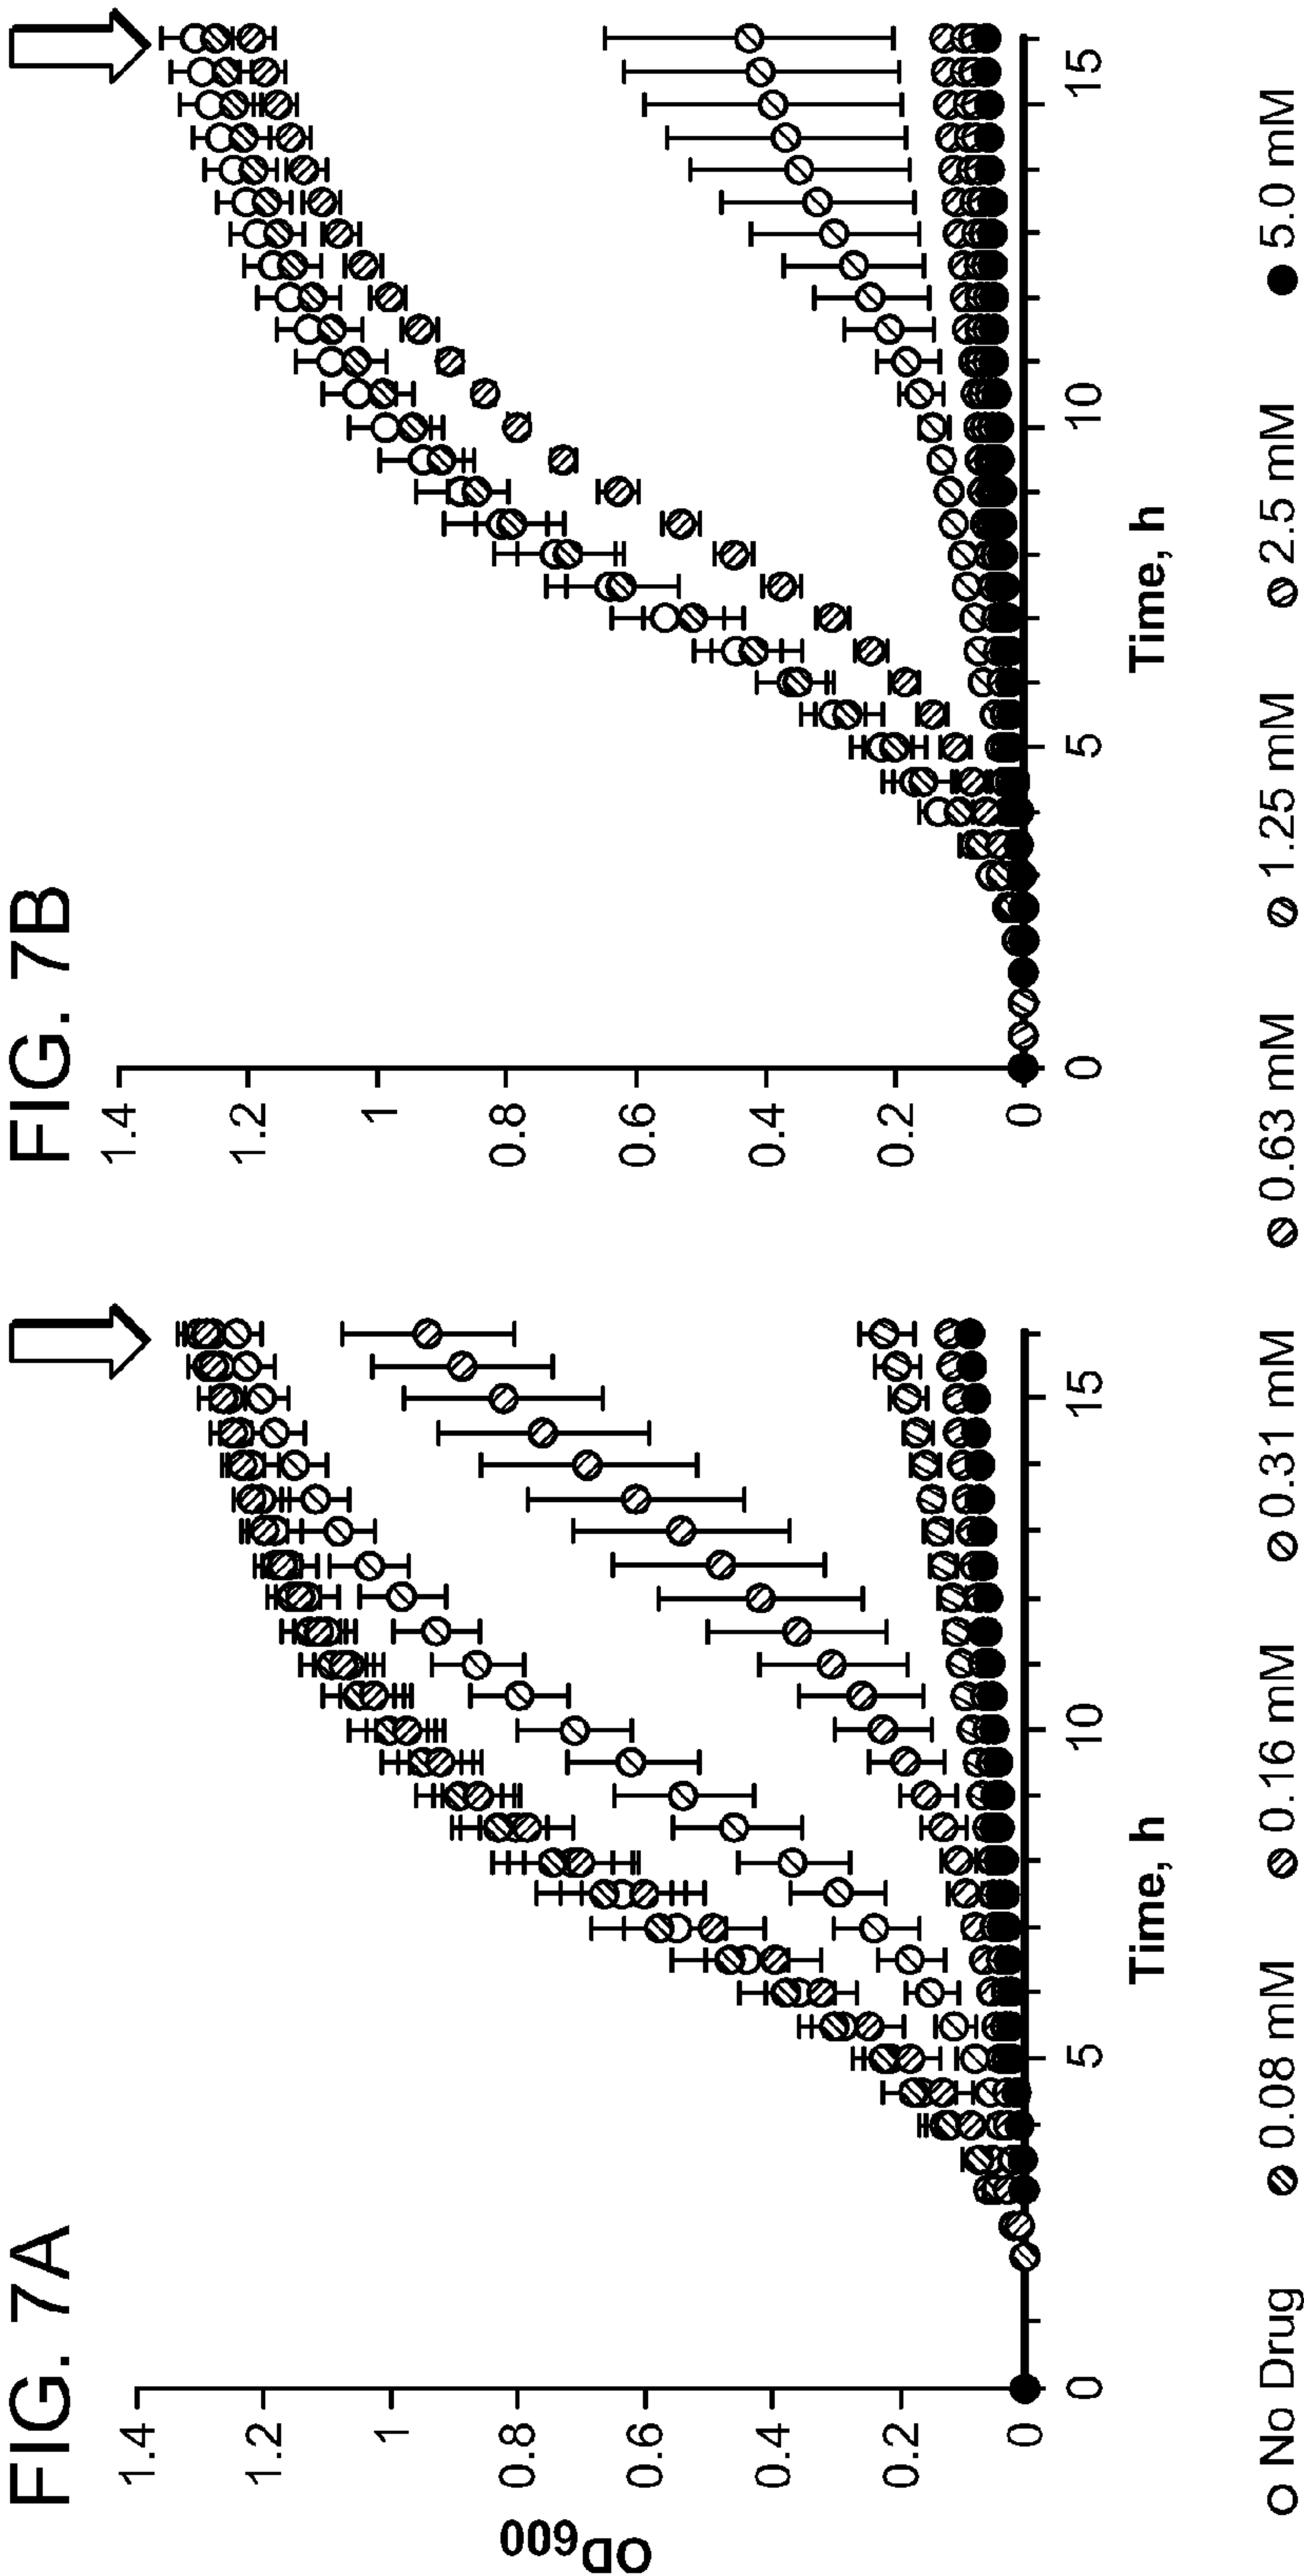 FIG. 7A
OD600
1.4
1.2
1
0.8
0.6
0.4
0.2
0
0
5
10
15
Time, h
FIG. 7B
1.4
1.2
1
0.8
0.6
0.4
0.2
0
0
5
10
15
Time, h
No Drug
0.08 mM
0.16 mM
0.31 mM
0.63 mM
1.25 mM
2.5 mM
5.0 mM